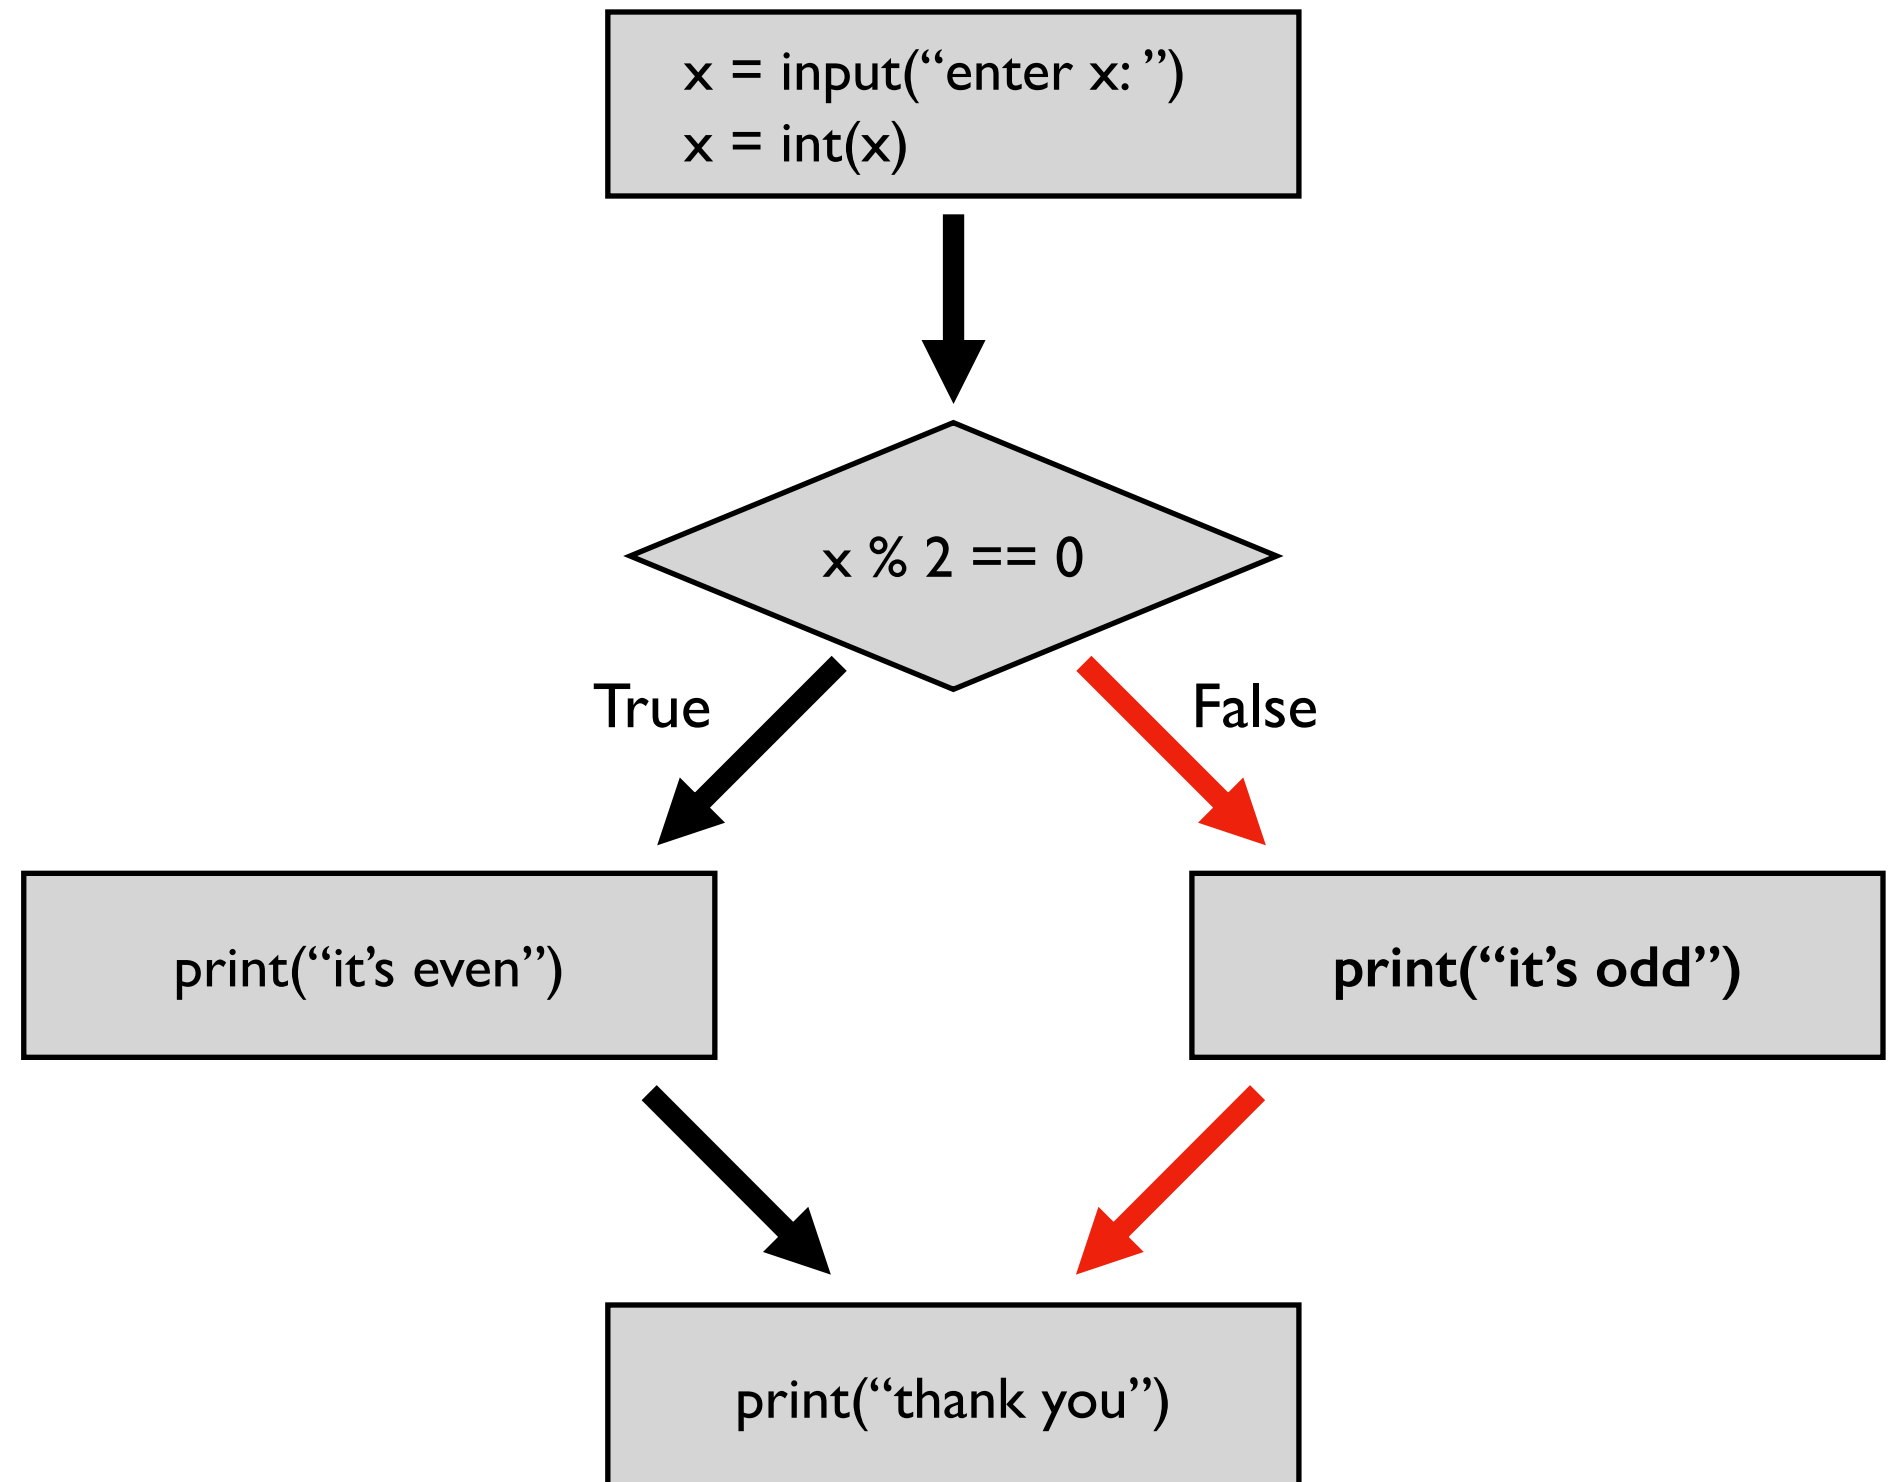 x = input(“enter x: ”)
x = int(x)
x % 2 == 0
True
False
print(“it’s even”)
print(“it’s odd”)
print(“thank you”)